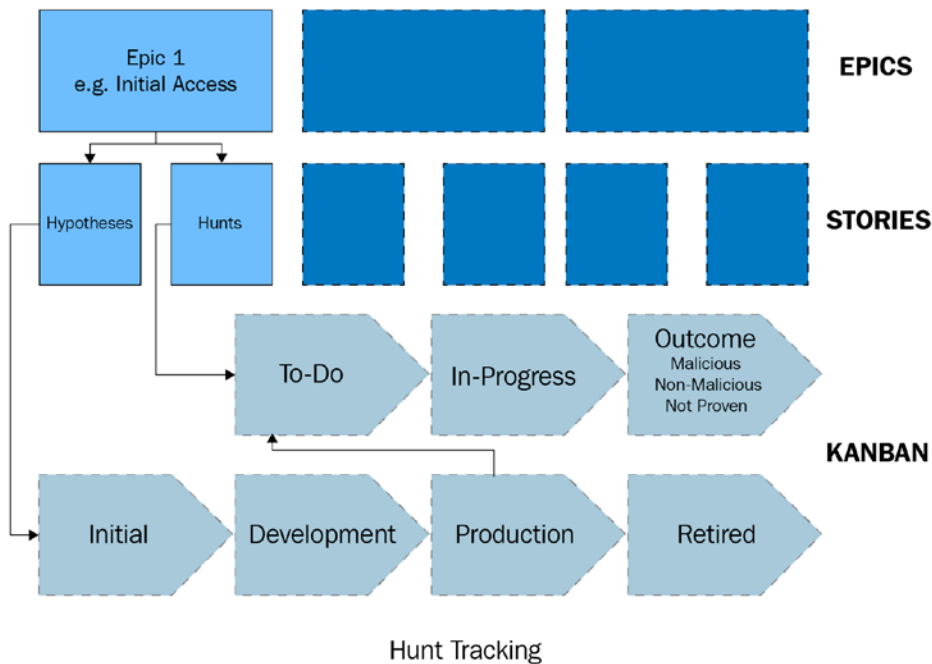 Epic 1
e.g. Initial Access
EPICS
Hypotheses
Hunts
STORIES
To-Do
In-Progress
Outcome
Malicious
Non-Malicious
Not Proven
KANBAN
Initial
Development
Production
Retired
Hunt Tracking